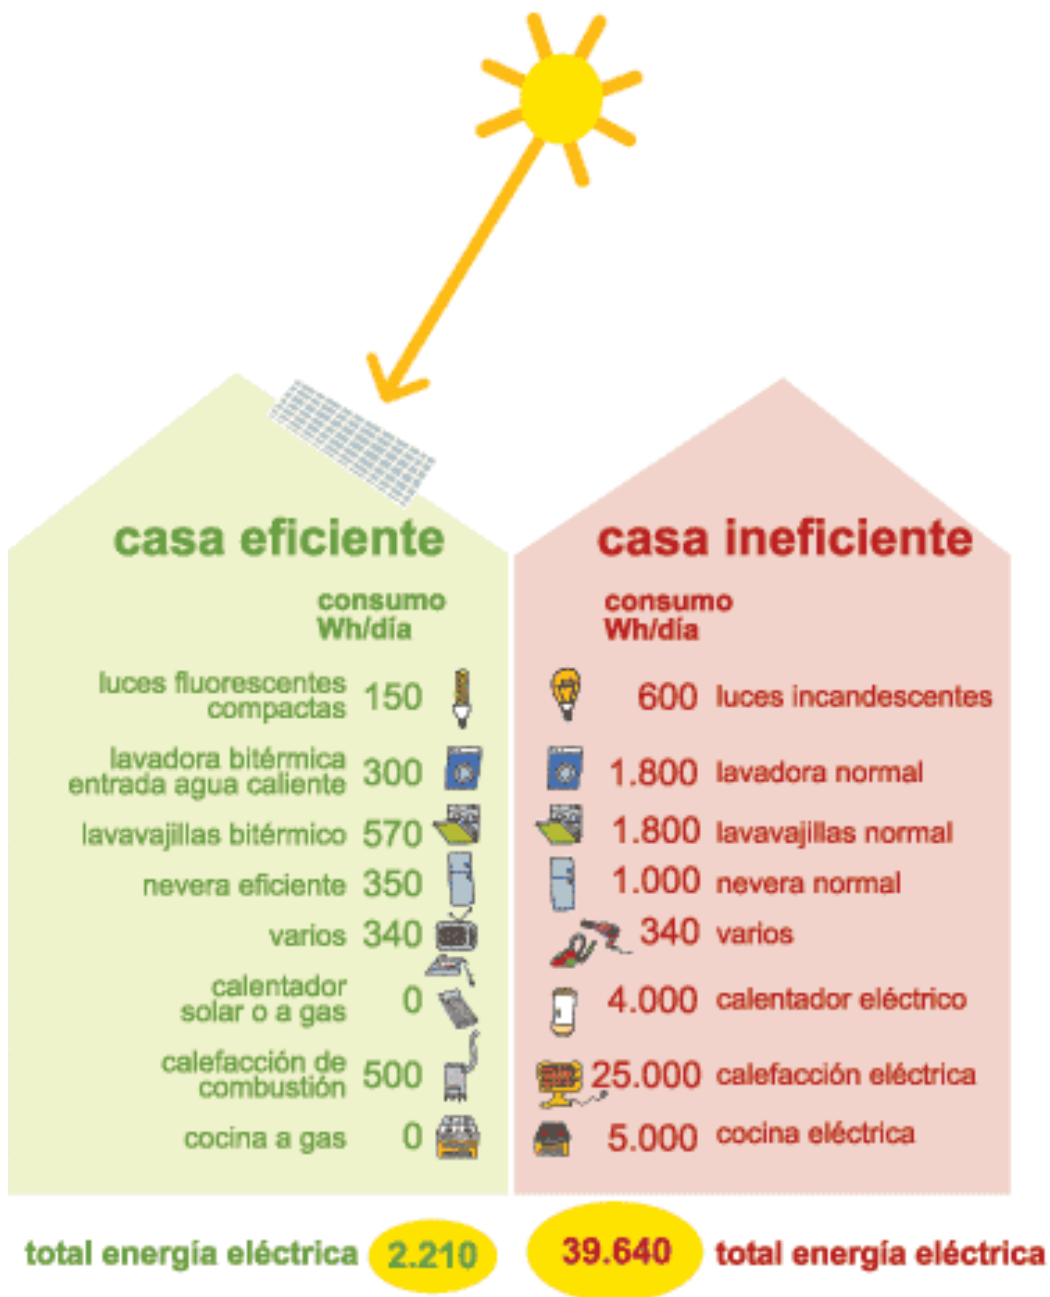 casa eficiente
consumo
Wh/día
luces fluorescentes
compactas 150
lavadora bitérmica
entrada agua caliente 300
lavavajillas bitérmico 570
nevera eficiente 350
varios 340
calentador
solar o a gas 0
calefacción de
combustión 500
cocina a gas 0
total energía eléctrica 2.210
casa ineficiente
consumo
Wh/día
600 luces incandescentes
1.800 lavadora normal
1.800 lavavajillas normal
1.000 nevera normal
340 varios
4.000 calentador eléctrico
25.000 calefacción eléctrica
5.000 cocina eléctrica
39.640 total energía eléctrica